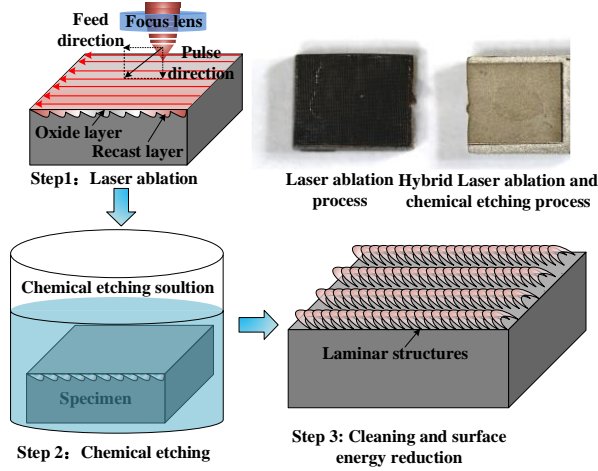 Feed
direction
Focus lens
Pulse
direction
Oxide layer
Recast layer
Step1：Laser ablation
Laser ablation
process
Hybrid Laser ablation and
chemical etching process
Chemical etching soultion
Specimen
Step 2：Chemical etching
Laminar structures
Step 3: Cleaning and surface
energy reduction